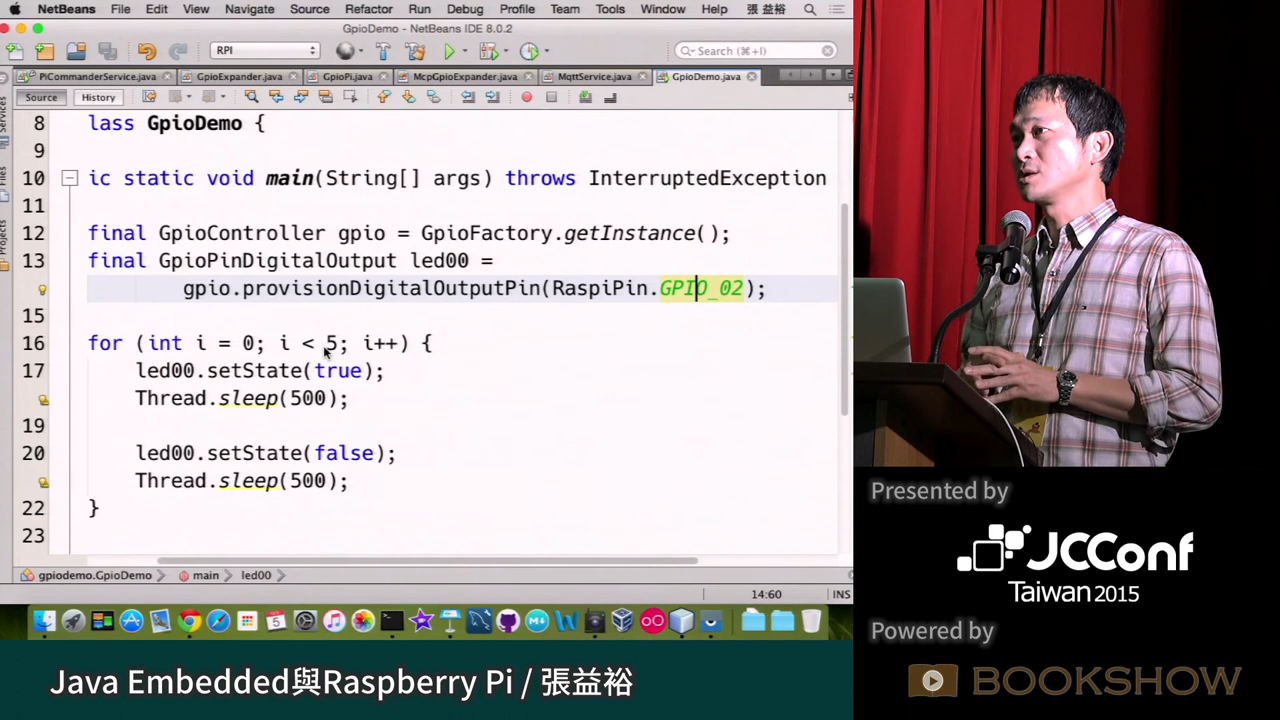 NetBeans File Edit View Navigate Source Refactor Run Debug Profile Team Tools Window Help 張 益裕
GpioDemo - NetBeans IDE 8.0.2
RPI
Search (⌘+I)
PiCommanderService.java GpioExpander.java GpioPi.java McpGpioExpander.java MqttService.java GpioDemo.java
Source History
Services
Files
Projects
8 lass GpioDemo {
9
10 ic static void main(String[] args) throws InterruptedException
11
12 final GpioController gpio = GpioFactory.getInstance();
13 final GpioPinDigitalOutput led00 =
gpio.provisionDigitalOutputPin(RaspiPin.GPIO_02);
15
16 for (int i = 0; i < 5; i++) {
17 led00.setState(true);
Thread.sleep(500);
19
20 led00.setState(false);
Thread.sleep(500);
22 }
23
gpiodemo.GpioDemo main led00
14:60 INS
Presented by
JCConf
Taiwan 2015
Powered by
BOOKSHOW
Java Embedded與Raspberry Pi / 張益裕